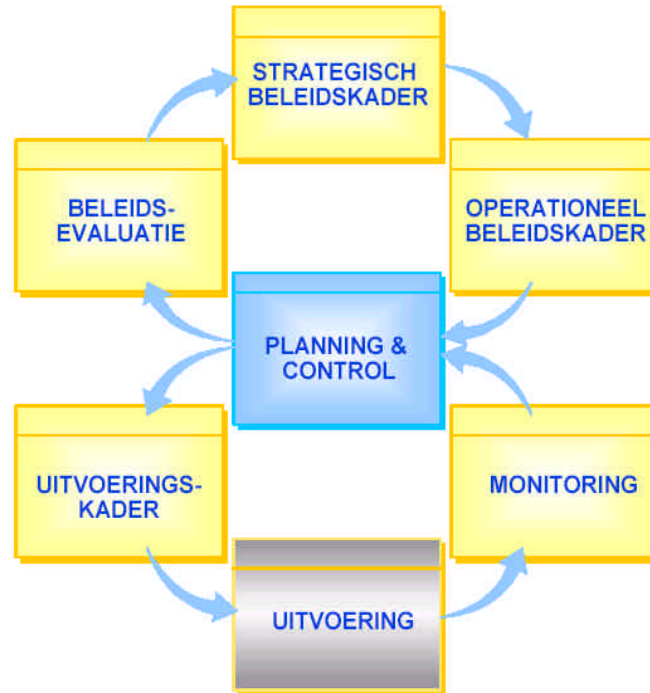 STRATEGISCH
BELEIDSKADER
BELEIDS-
EVALUATIE
OPERATIONEEL
BELEIDSKADER
PLANNING &
CONTROL
UITVOERINGS-
KADER
MONITORING
UITVOERING